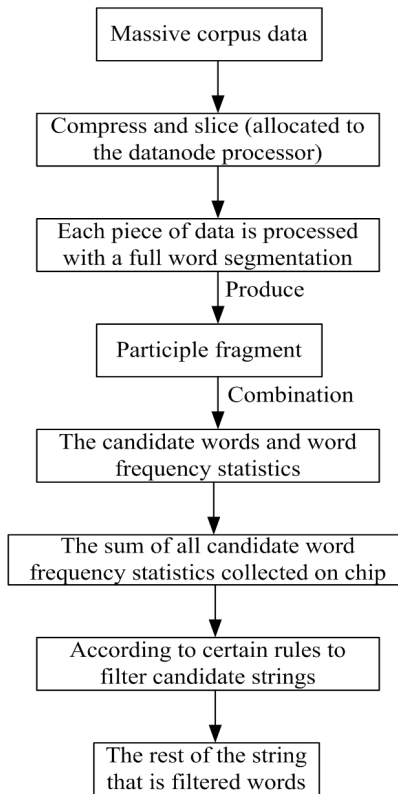 Massive corpus data
Compress and slice (allocated to
the datanode processor)
Each piece of data is processed
with a full word segmentation
Produce
Participle fragment
Combination
The candidate words and word
frequency statistics
The sum of all candidate word
frequency statistics collected on chip
According to certain rules to
filter candidate strings
The rest of the string
that is filtered words